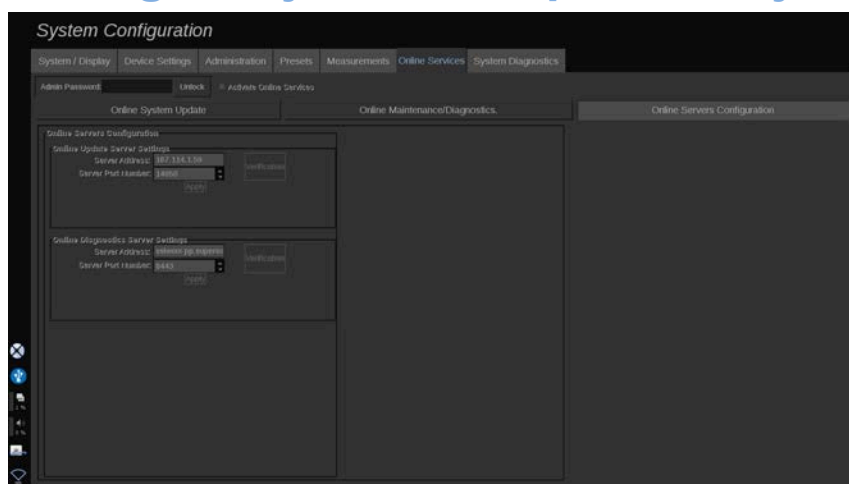 System Configuration
System / Display Device Settings Administration Presets Measurements Online Services System Diagnostics
Admin Password: Unlock Activate Online Services
Online System Update Online Maintenance/Diagnostics. Online Servers Configuration
Online Servers Configuration
Online Update Server Settings
Server Address:
Server Port Number: Verification
Apply
Online Diagnostics Server Settings
Server Address:
Server Port Number: 8443 Verification
Apply